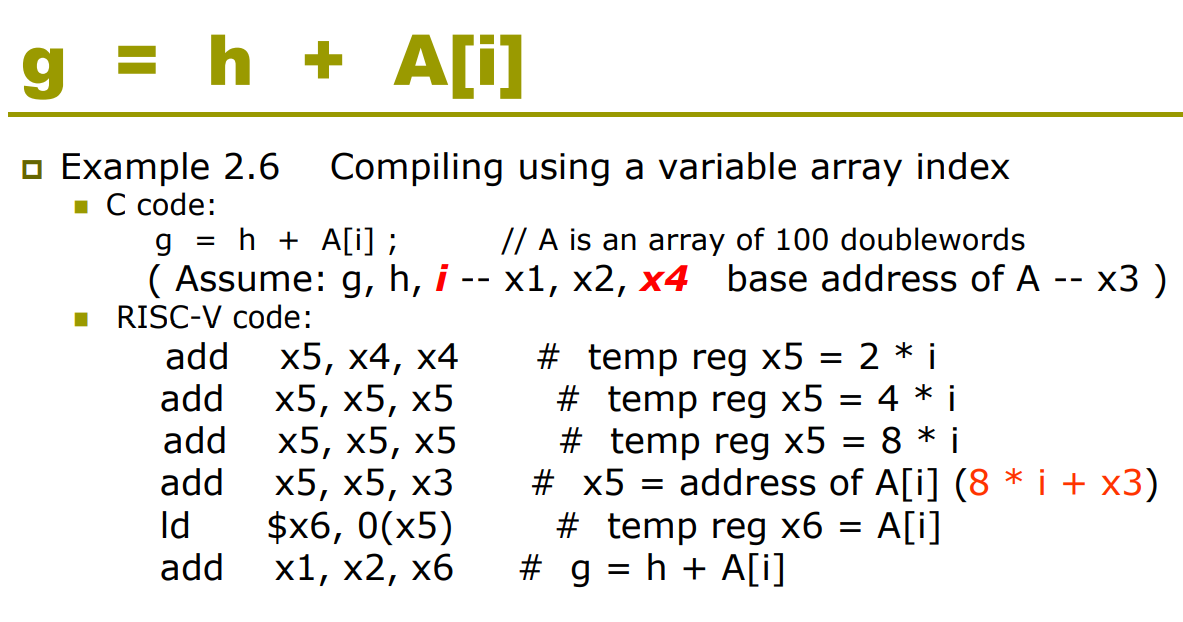 g = h + A[i]
Example 2.6 Compiling using a variable array index
C code:
g = h + A[i] ; // A is an array of 100 doublewords
( Assume: g, h, i -- x1, x2, x4 base address of A -- x3 )
RISC-V code:
add x5, x4, x4 # temp reg x5 = 2 * i
add x5, x5, x5 # temp reg x5 = 4 * i
add x5, x5, x5 # temp reg x5 = 8 * i
add x5, x5, x3 # x5 = address of A[i] (8 * i + x3)
ld $x6, 0(x5) # temp reg x6 = A[i]
add x1, x2, x6 # g = h + A[i]